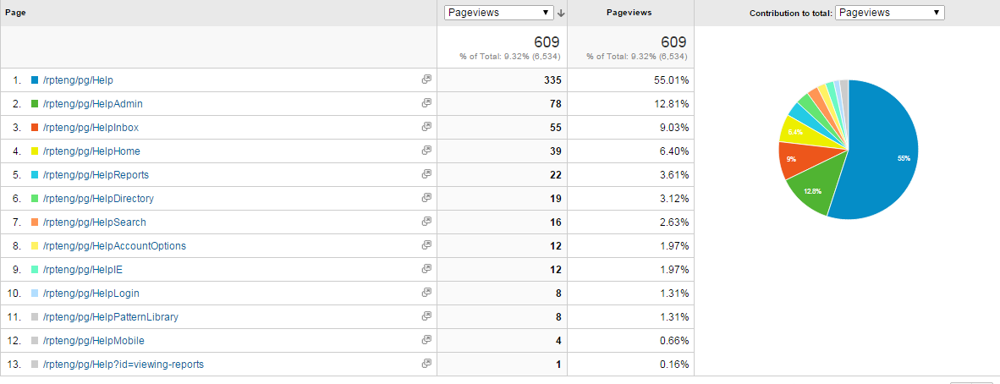 Page Pageviews Pageviews Contribution to total: Pageviews
609 609
% of Total: 9.32% (6,534) % of Total: 9.32% (6,534)
1. /rpteng/pg/Help 335 55.01%
2. /rpteng/pg/HelpAdmin 78 12.81%
3. /rpteng/pg/HelpInbox 55 9.03%
4. /rpteng/pg/HelpHome 39 6.40%
5. /rpteng/pg/HelpReports 22 3.61%
6. /rpteng/pg/HelpDirectory 19 3.12%
7. /rpteng/pg/HelpSearch 16 2.63%
8. /rpteng/pg/HelpAccountOptions 12 1.97%
9. /rpteng/pg/HelpIE 12 1.97%
10. /rpteng/pg/HelpLogin 8 1.31%
11. /rpteng/pg/HelpPatternLibrary 8 1.31%
12. /rpteng/pg/HelpMobile 4 0.66%
13. /rpteng/pg/Help?id=viewing-reports 1 0.16%
6.4%
9%
55%
12.8%